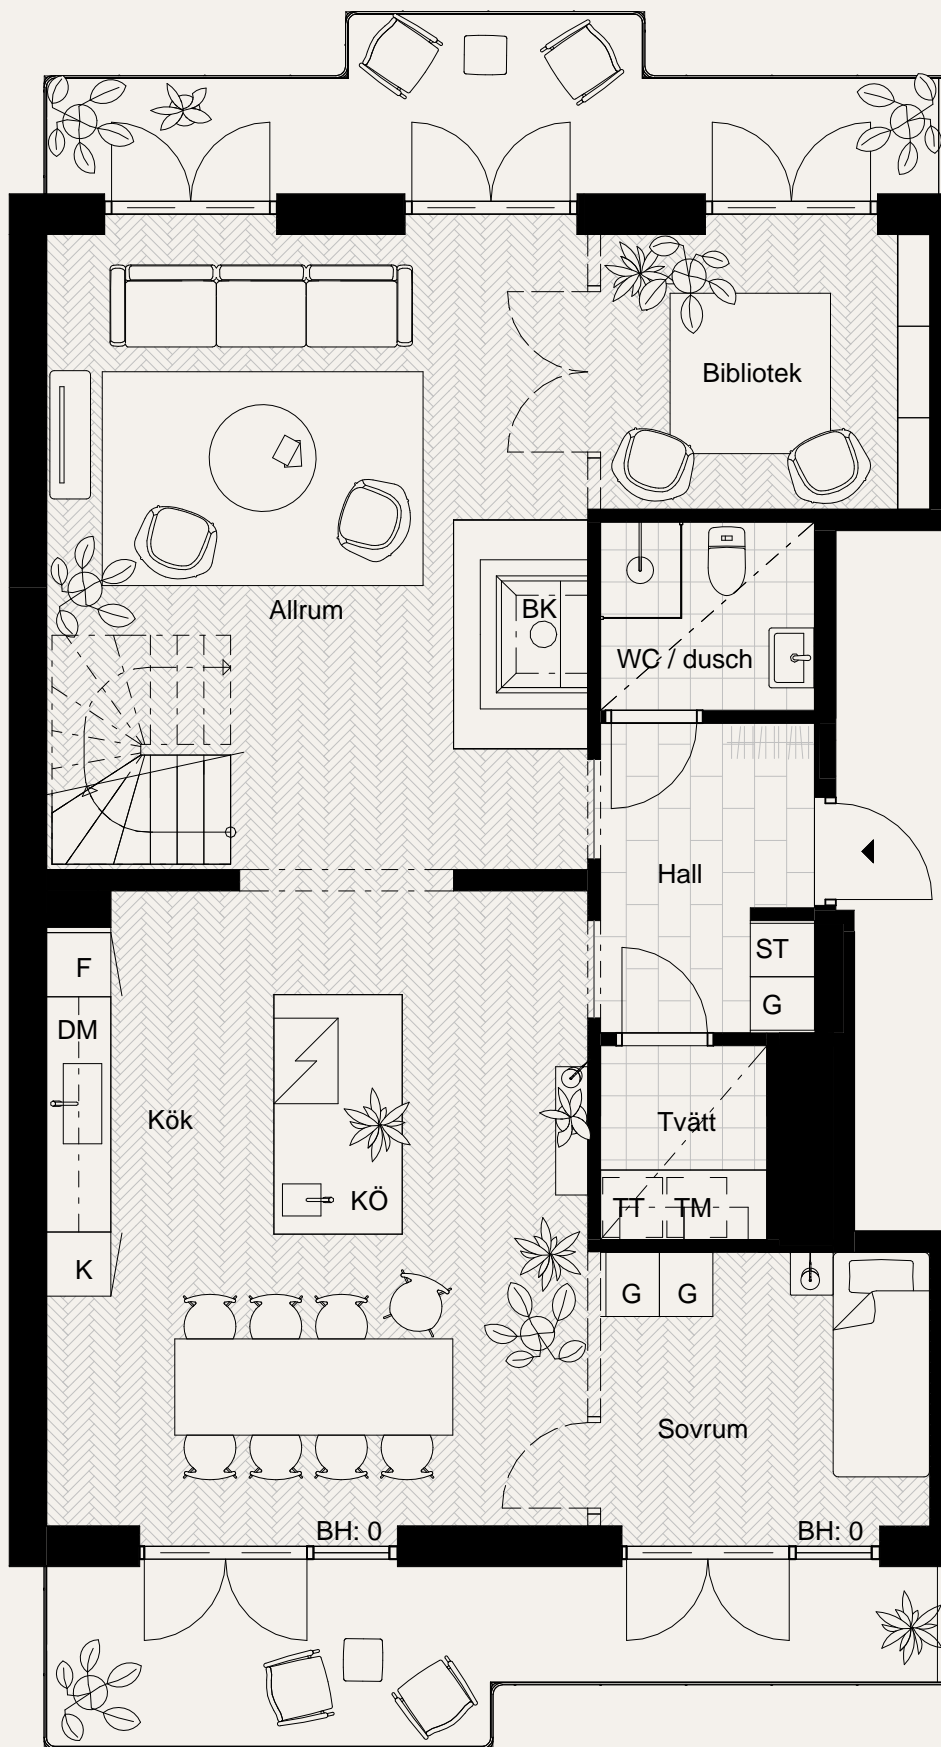 Bibliotek
Allrum
BK
WC / dusch
Hall
F
ST
G
DM
Kök
Tvätt
KÖ
TT
TM
K
G
G
Sovrum
BH: 0
BH: 0